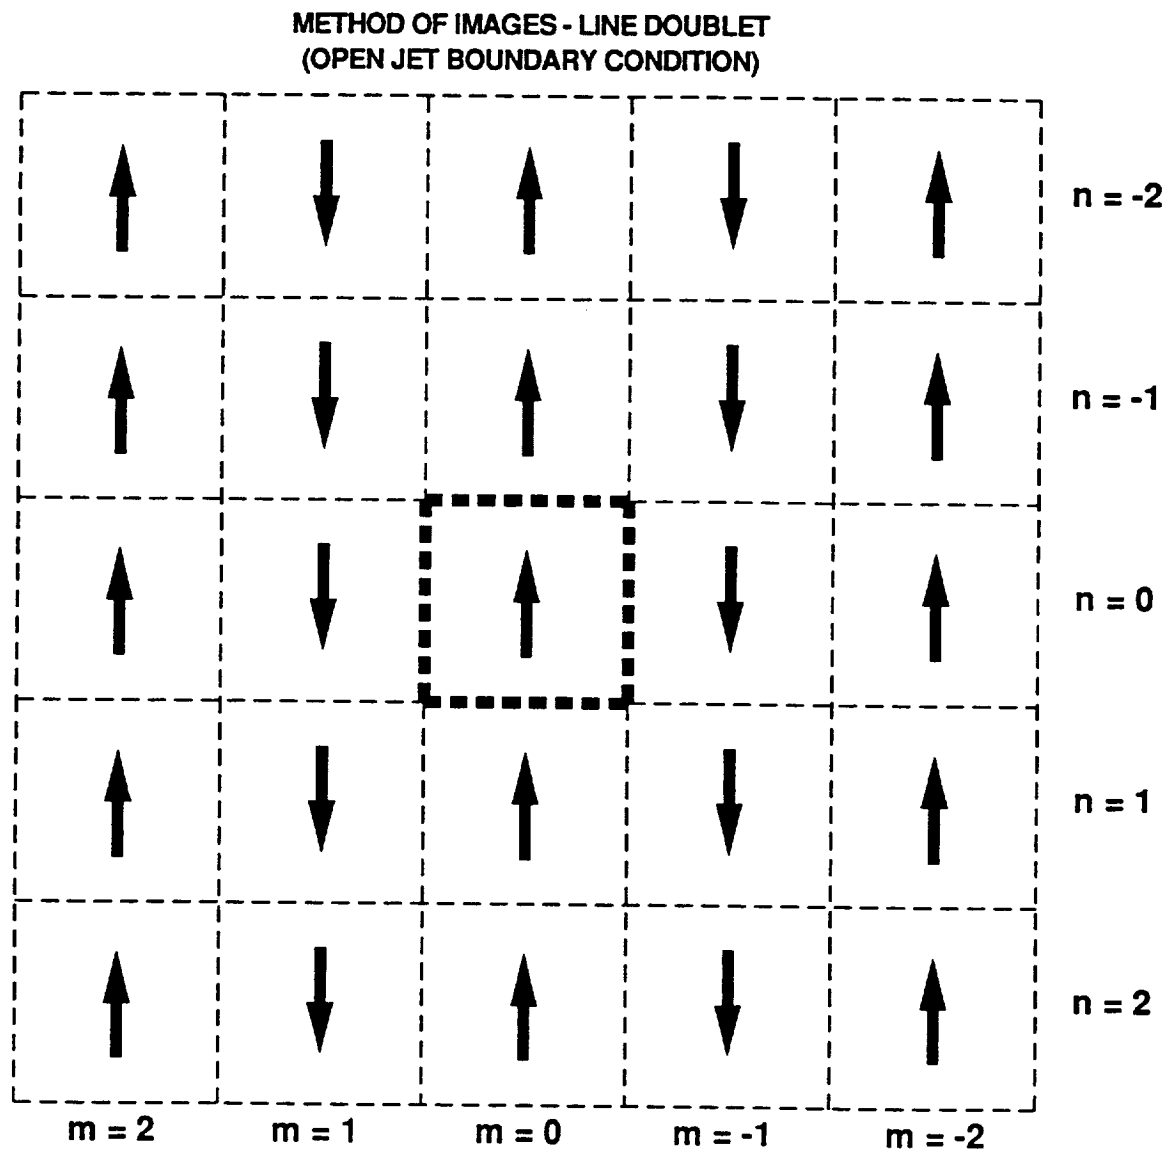 METHOD OF IMAGES - LINE DOUBLET
(OPEN JET BOUNDARY CONDITION)
n = -2
n = -1
n = 0
n = 1
n = 2
m = 2 m = 1 m = 0 m = -1 m = -2